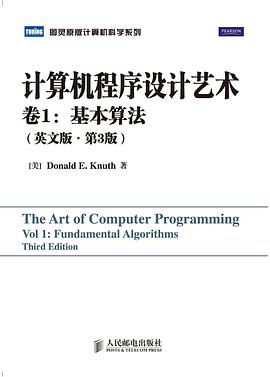 TURING
图灵原版计算机科学系列
PEARSON
计算机程序设计艺术
卷1：基本算法
（英文版·第3版）
[美] Donald E. Knuth 著
The Art of Computer Programming
Vol 1: Fundamental Algorithms
Third Edition
人民邮电出版社
POSTS & TELECOM PRESS